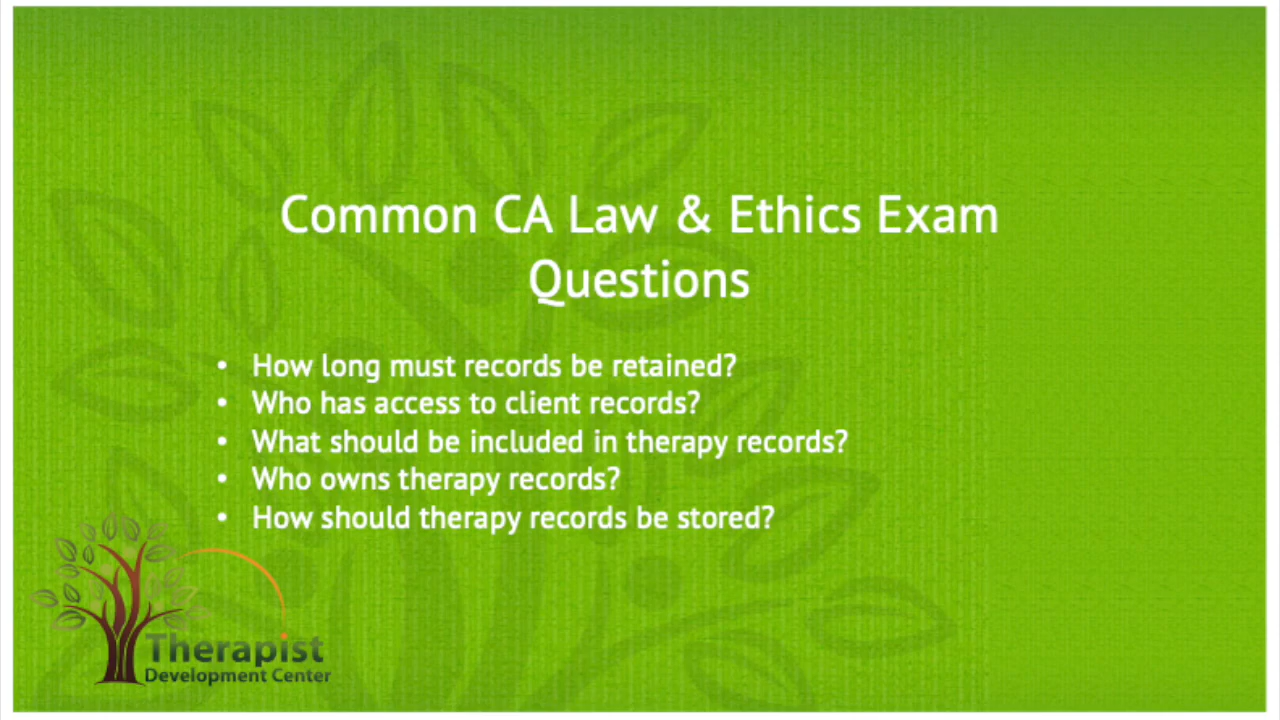 Common CA Law & Ethics Exam
Questions
• How long must records be retained?
• Who has access to client records?
• What should be included in therapy records?
• Who owns therapy records?
• How should therapy records be stored?
Therapist
Development Center